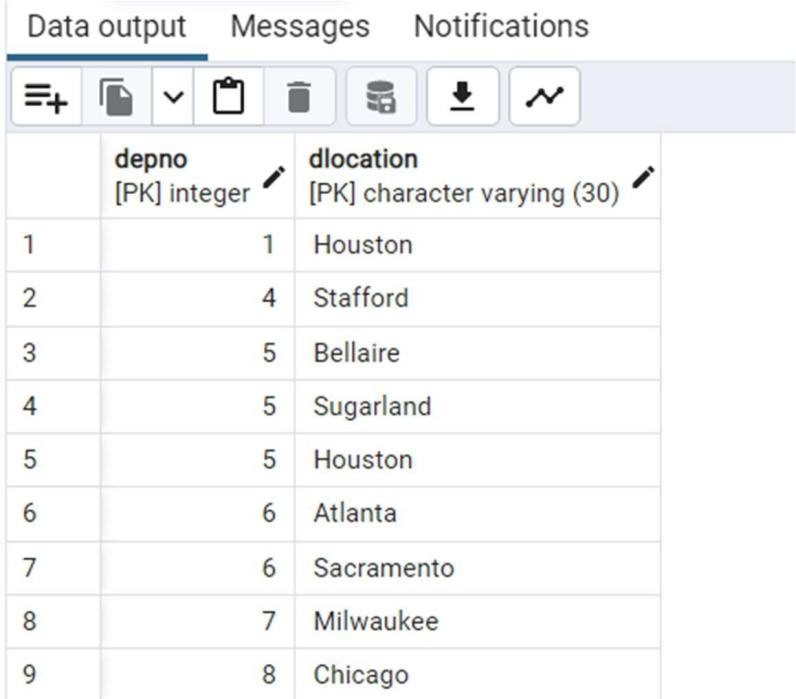 Data output Messages Notifications
depno dlocation
[PK] integer [PK] character varying (30)
1 1 Houston
2 4 Stafford
3 5 Bellaire
4 5 Sugarland
5 5 Houston
6 6 Atlanta
7 6 Sacramento
8 7 Milwaukee
9 8 Chicago